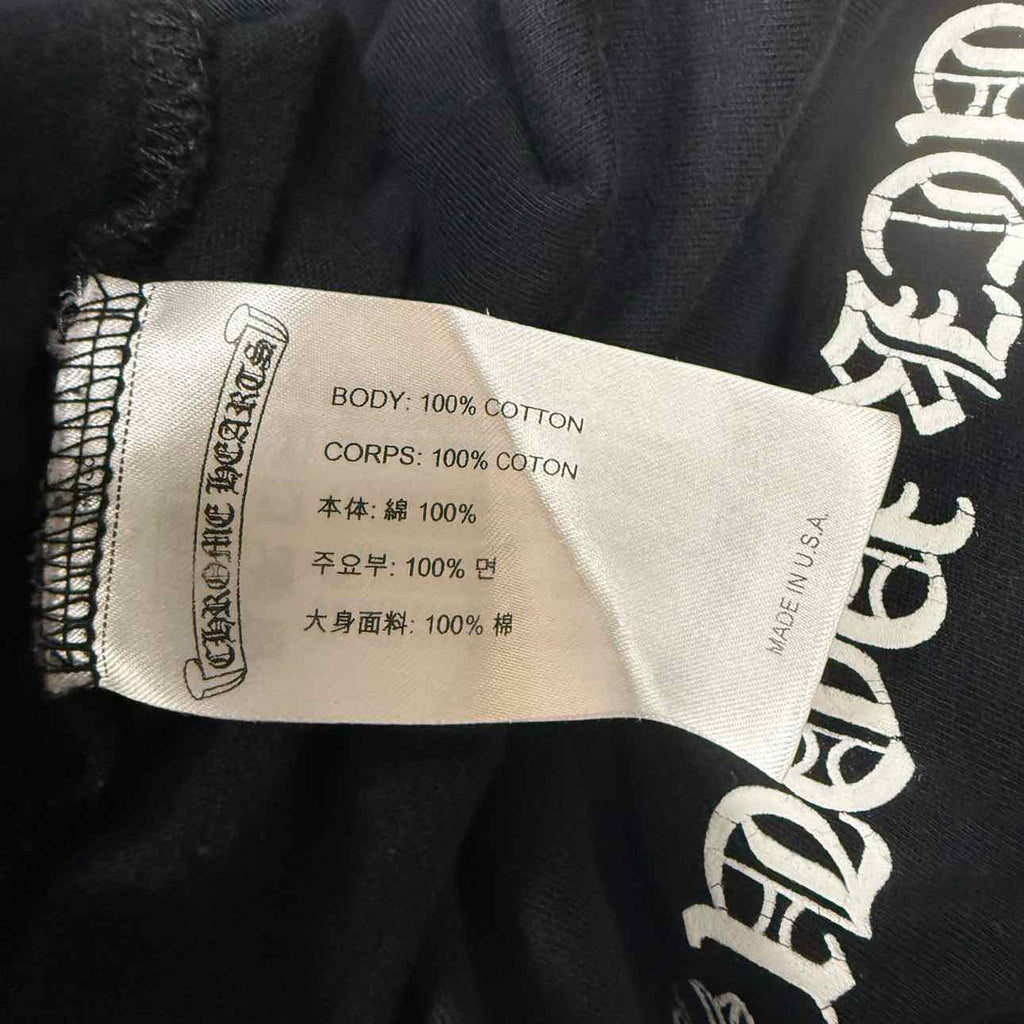 CHROME HEARTS
BODY: 100% COTTON
CORPS: 100% COTON
本体: 綿 100%
주요부: 100% 면
大身面料: 100% 棉
MADE IN U.S.A.